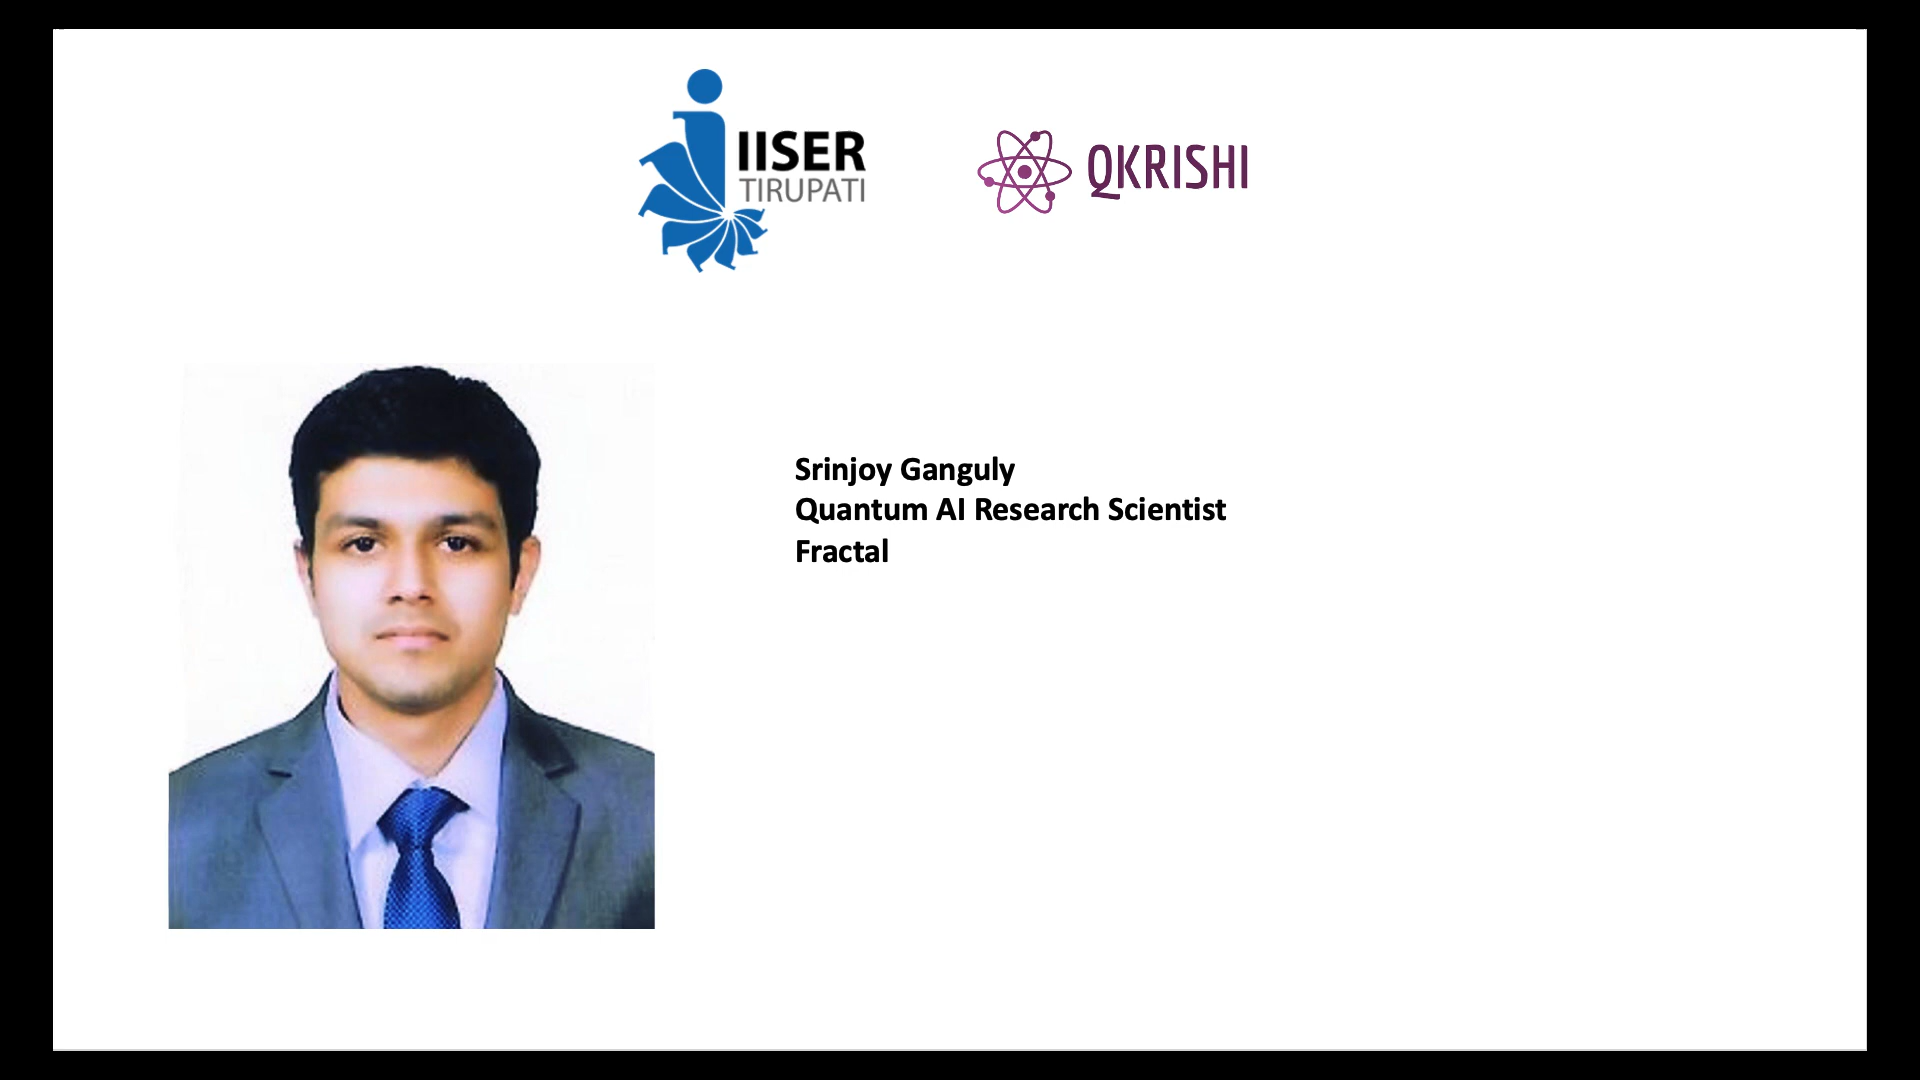 IISER
TIRUPATI
QKRISHI
Srinjoy Ganguly
Quantum AI Research Scientist
Fractal